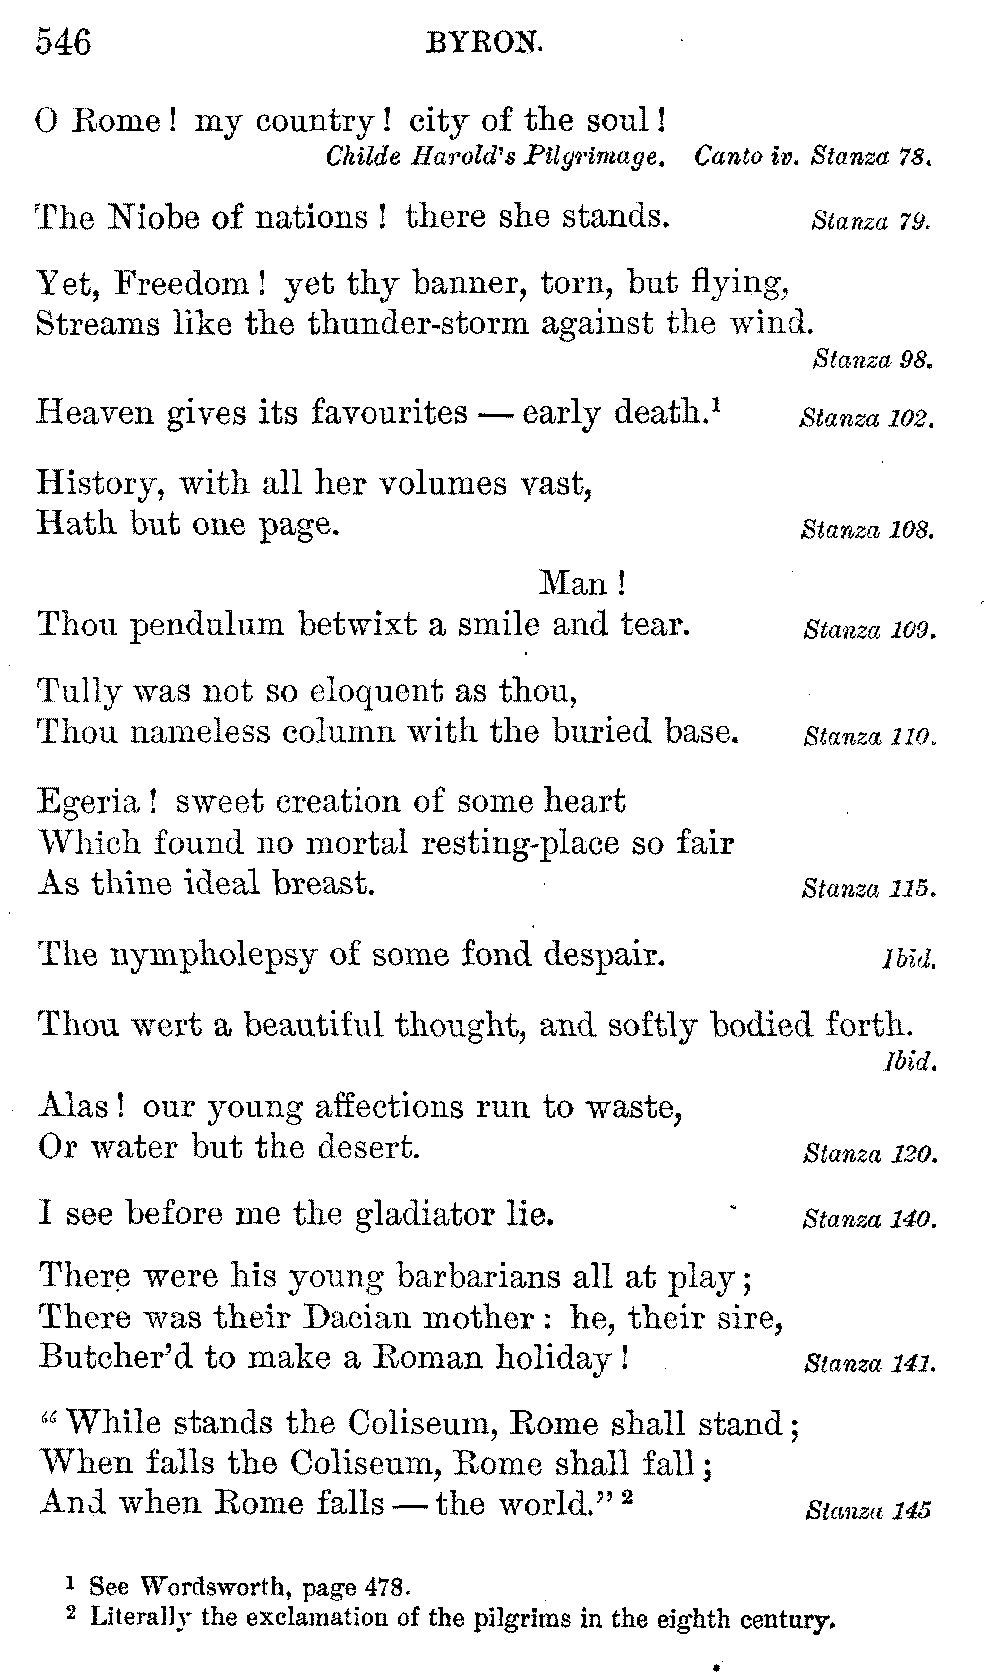 546 BYRON.
O Rome! my country! city of the soul!
Childe Harold's Pilgrimage. Canto iv. Stanza 78.
The Niobe of nations! there she stands. Stanza 79.
Yet, Freedom! yet thy banner, torn, but flying,
Streams like the thunder-storm against the wind.
Stanza 98.
Heaven gives its favourites — early death.¹ Stanza 102.
History, with all her volumes vast,
Hath but one page. Stanza 108.
Man!
Thou pendulum betwixt a smile and tear. Stanza 109.
Tully was not so eloquent as thou,
Thou nameless column with the buried base. Stanza 110.
Egeria! sweet creation of some heart
Which found no mortal resting-place so fair
As thine ideal breast. Stanza 115.
The nympholepsy of some fond despair. Ibid.
Thou wert a beautiful thought, and softly bodied forth.
Ibid.
Alas! our young affections run to waste,
Or water but the desert. Stanza 120.
I see before me the gladiator lie. Stanza 140.
There were his young barbarians all at play;
There was their Dacian mother: he, their sire,
Butcher'd to make a Roman holiday! Stanza 141.
"While stands the Coliseum, Rome shall stand;
When falls the Coliseum, Rome shall fall;
And when Rome falls — the world." ² Stanza 145
¹ See Wordsworth, page 478.
² Literally the exclamation of the pilgrims in the eighth century.